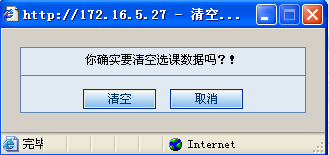 http://172.16.5.27 - 清空...
你确实要清空选课数据吗？！
清空 取消
完毕 Internet